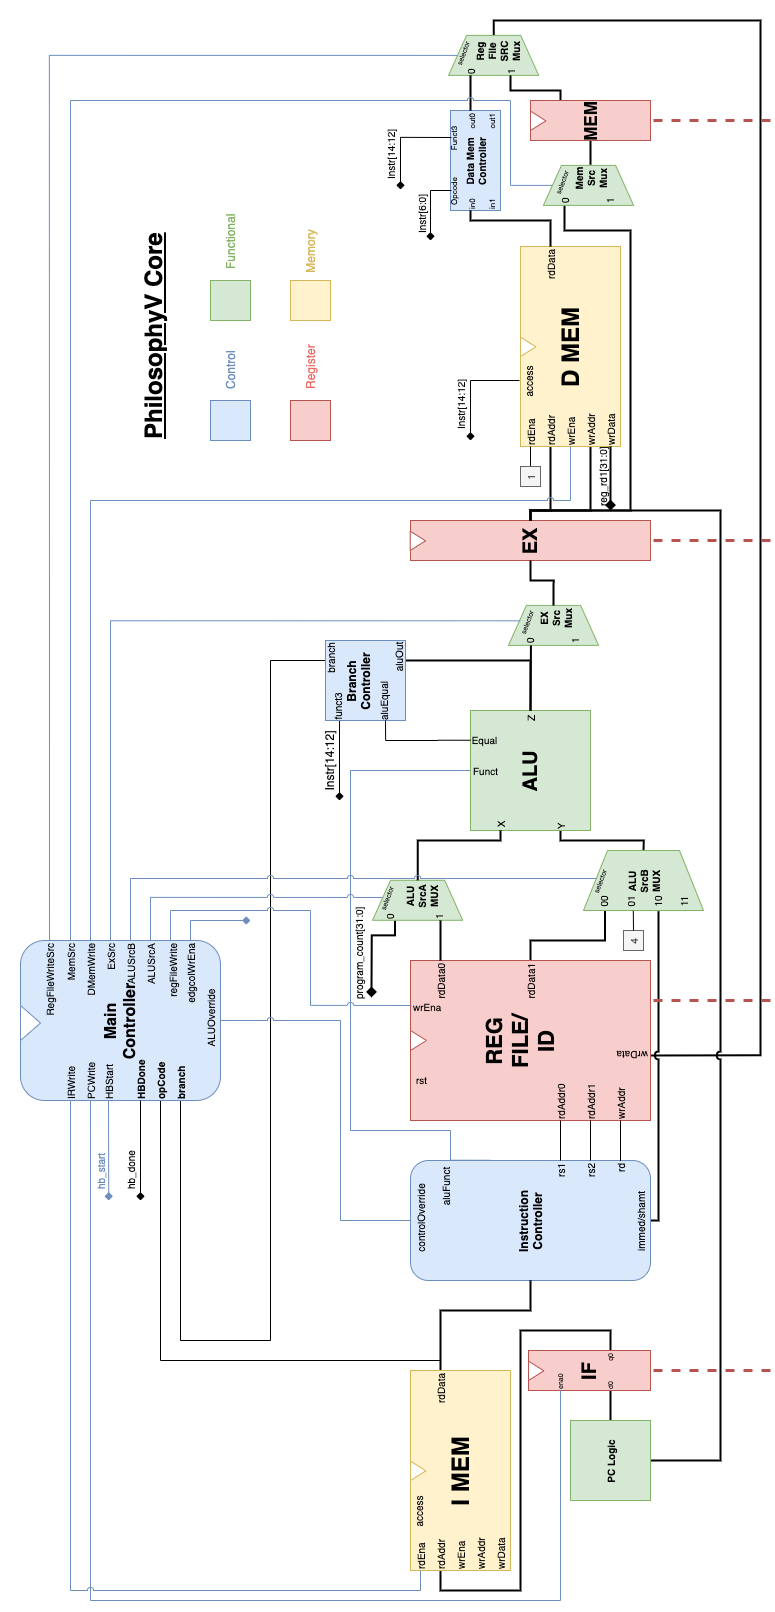 PhilosophyV Core
Control
Functional
Register
Memory
Main
Controller
IRWrite
PCWrite
HBStart
HBDone
opCode
branch
RegFileWriteSrc
MemSrc
DMemWrite
ExSrc
ALUSrcB
ALUSrcA
regFileWrite
edgcolWrEna
ALUOverride
hb_start
hb_done
I MEM
access
rdEna
rdAddr
wrEna
wrAddr
wrData
rdData
PC Logic
IF
ena0
d0
q0
Instruction
Controller
controlOverride
aluFunct
immed/shamt
rs1
rs2
rd
REG
FILE/
ID
rst
wrEna
rdAddr0
rdAddr1
wrAddr
rdData0
rdData1
wrData
program_count[31:0]
ALU
SrcA
MUX
selector
0
1
ALU
SrcB
MUX
selector
00
01
10
11
4
ALU
X
Y
Z
Equal
Funct
Branch
Controller
branch
funct3
aluEqual
aluOut
Instr[14:12]
EX
Src
Mux
selector
0
1
EX
D MEM
access
rdEna
rdAddr
wrEna
wrAddr
wrData
rdData
1
reg_rd1[31:0]
Instr[14:12]
Data Mem
Controller
Opcode
Funct3
in0
in1
out0
out1
Instr[6:0]
Instr[14:12]
Mem
Src
Mux
selector
0
1
MEM
Reg
File
SRC
Mux
selector
0
1